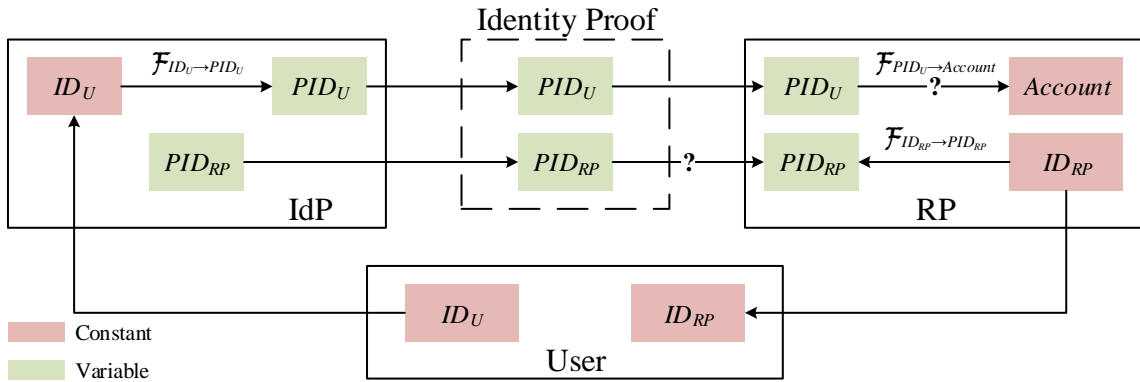 Identity Proof
𝓕ID_U→PID_U
𝓕PID_U→Account
ID_U PID_U PID_U PID_U ? Account
𝓕ID_RP→PID_RP
PID_RP PID_RP ? PID_RP ID_RP
IdP RP
ID_U ID_RP
Constant
Variable
User